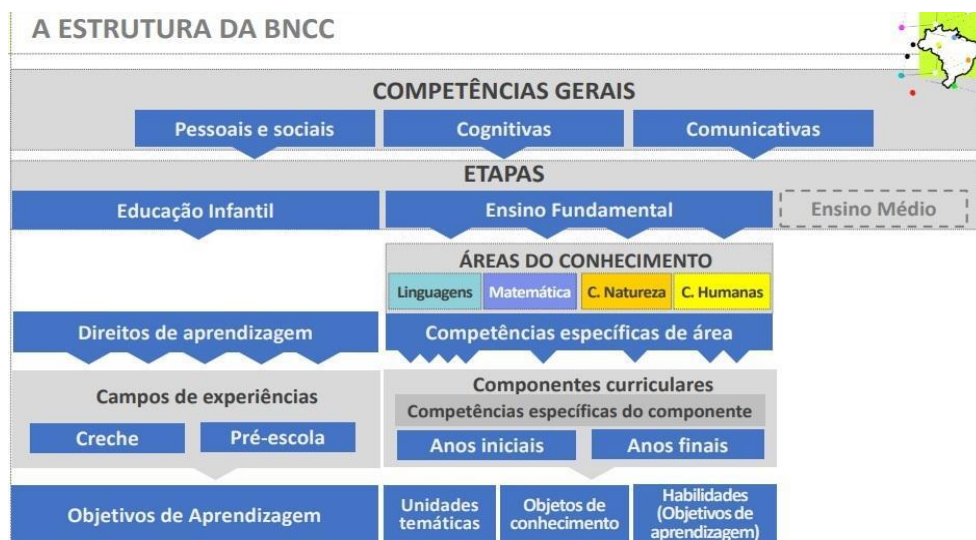 A ESTRUTURA DA BNCC
COMPETÊNCIAS GERAIS
Pessoais e sociais
Cognitivas
Comunicativas
ETAPAS
Educação Infantil
Ensino Fundamental
Ensino Médio
ÁREAS DO CONHECIMENTO
Linguagens
Matemática
C. Natureza
C. Humanas
Direitos de aprendizagem
Competências específicas de área
Campos de experiências
Creche
Pré-escola
Componentes curriculares
Competências específicas do componente
Anos iniciais
Anos finais
Objetivos de Aprendizagem
Unidades
temáticas
Objetos de
conhecimento
Habilidades
(Objetivos de
aprendizagem)